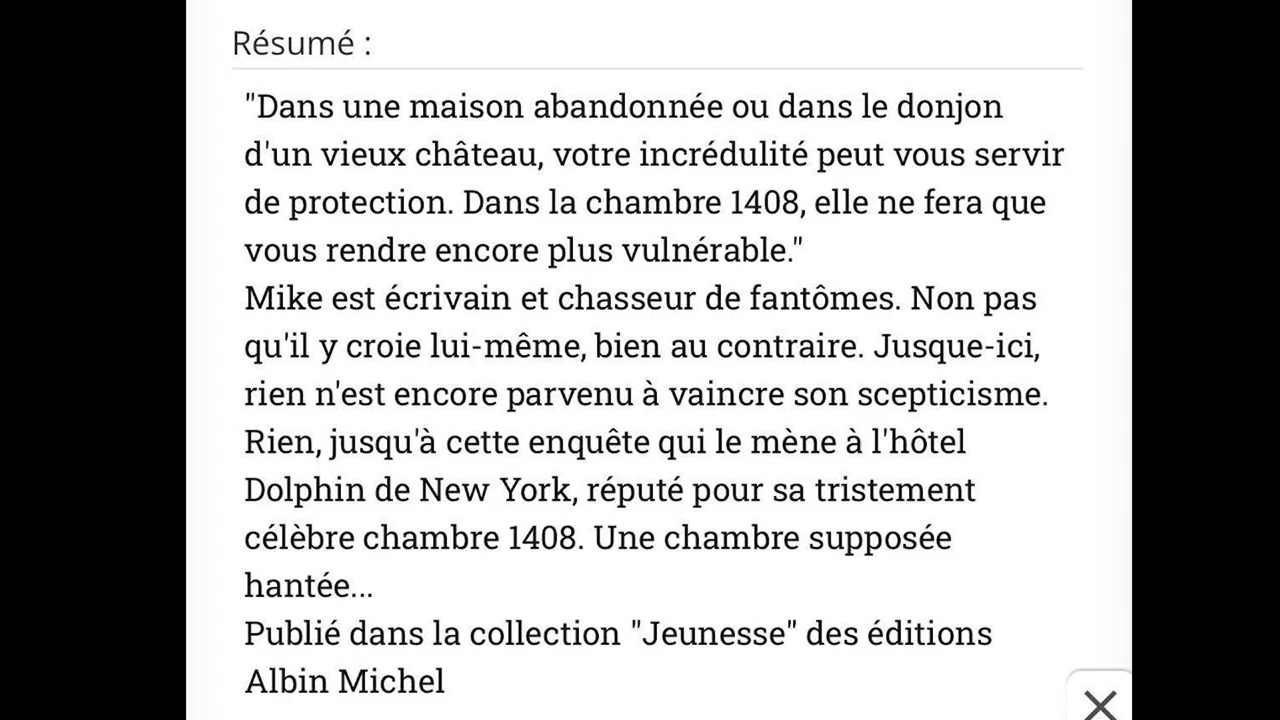 Résumé :
"Dans une maison abandonnée ou dans le donjon
d'un vieux château, votre incrédulité peut vous servir
de protection. Dans la chambre 1408, elle ne fera que
vous rendre encore plus vulnérable."
Mike est écrivain et chasseur de fantômes. Non pas
qu'il y croie lui-même, bien au contraire. Jusque-ici,
rien n'est encore parvenu à vaincre son scepticisme.
Rien, jusqu'à cette enquête qui le mène à l'hôtel
Dolphin de New York, réputé pour sa tristement
célèbre chambre 1408. Une chambre supposée
hantée...
Publié dans la collection "Jeunesse" des éditions
Albin Michel